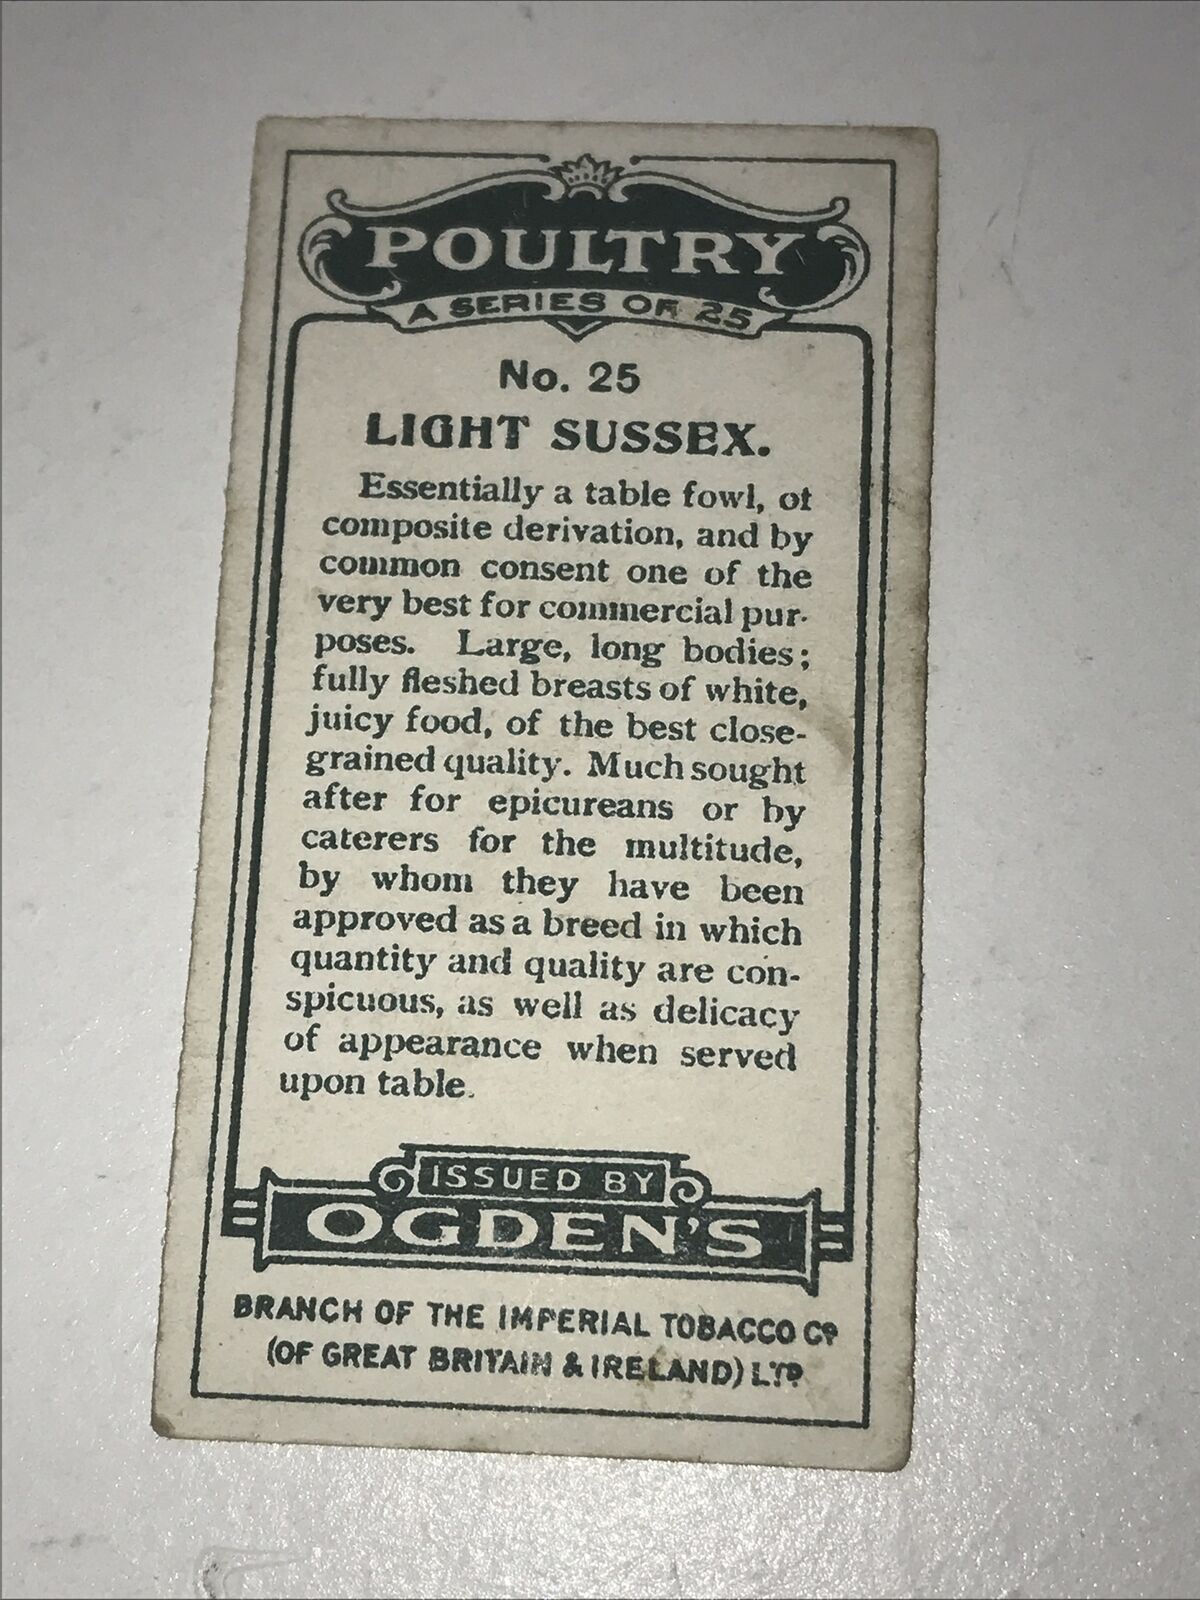 POULTRY
A SERIES OF 25
No. 25
LIGHT SUSSEX.
Essentially a table fowl, of
composite derivation, and by
common consent one of the
very best for commercial pur-
poses. Large, long bodies;
fully fleshed breasts of white,
juicy food, of the best close-
grained quality. Much sought
after for epicureans or by
caterers for the multitude,
by whom they have been
approved as a breed in which
quantity and quality are con-
spicuous, as well as delicacy
of appearance when served
upon table.
ISSUED BY
OGDEN'S
BRANCH OF THE IMPERIAL TOBACCO Cº
(OF GREAT BRITAIN & IRELAND) LTD